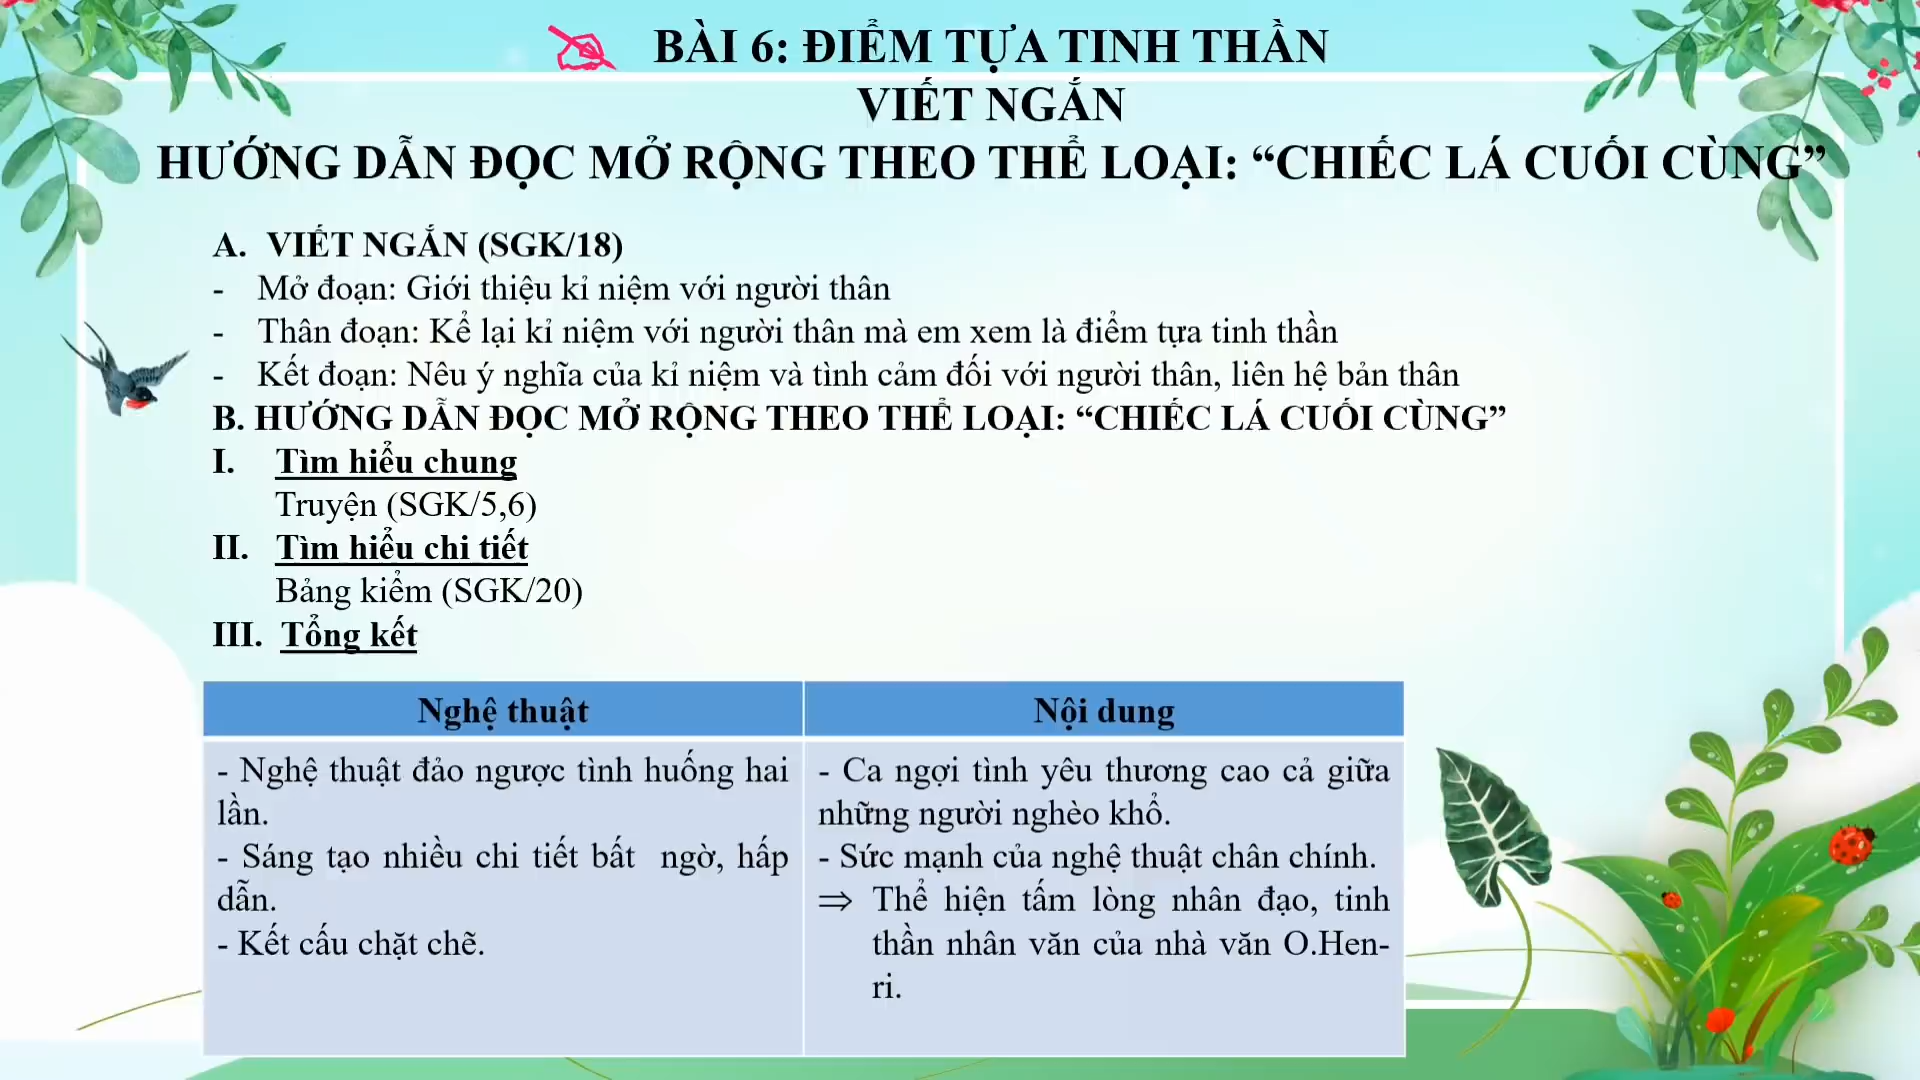 BÀI 6: ĐIỂM TỰA TINH THẦN
VIẾT NGẮN
HƯỚNG DẪN ĐỌC MỞ RỘNG THEO THỂ LOẠI: “CHIẾC LÁ CUỐI CÙNG”
A. VIẾT NGẮN (SGK/18)
- Mở đoạn: Giới thiệu kỉ niệm với người thân
- Thân đoạn: Kể lại kỉ niệm với người thân mà em xem là điểm tựa tinh thần
- Kết đoạn: Nêu ý nghĩa của kỉ niệm và tình cảm đối với người thân, liên hệ bản thân
B. HƯỚNG DẪN ĐỌC MỞ RỘNG THEO THỂ LOẠI: “CHIẾC LÁ CUỐI CÙNG”
I. Tìm hiểu chung
Truyện (SGK/5,6)
II. Tìm hiểu chi tiết
Bảng kiểm (SGK/20)
III. Tổng kết
Nghệ thuật
- Nghệ thuật đảo ngược tình huống hai
lần.
- Sáng tạo nhiều chi tiết bất ngờ, hấp
dẫn.
- Kết cấu chặt chẽ.
Nội dung
- Ca ngợi tình yêu thương cao cả giữa
những người nghèo khổ.
- Sức mạnh của nghệ thuật chân chính.
⇒ Thể hiện tấm lòng nhân đạo, tinh
thần nhân văn của nhà văn O.Hen-
ri.